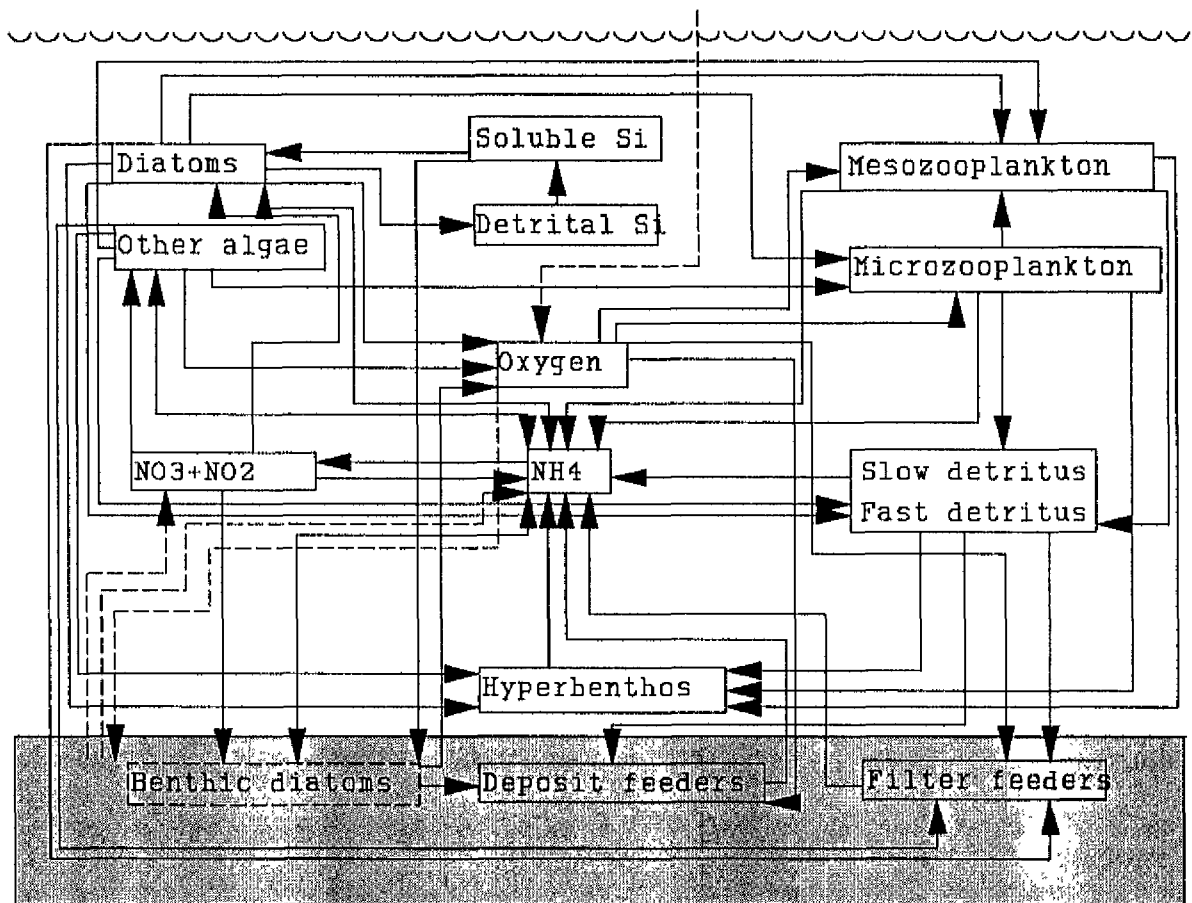 Soluble Si
Diatoms
Mesozooplankton
Detrital Si
Other algae
Microzooplankton
Oxygen
NO3+NO2
NH4
Slow detritus
Fast detritus
Hyperbenthos
Benthic diatoms
Deposit feeders
Filter feeders